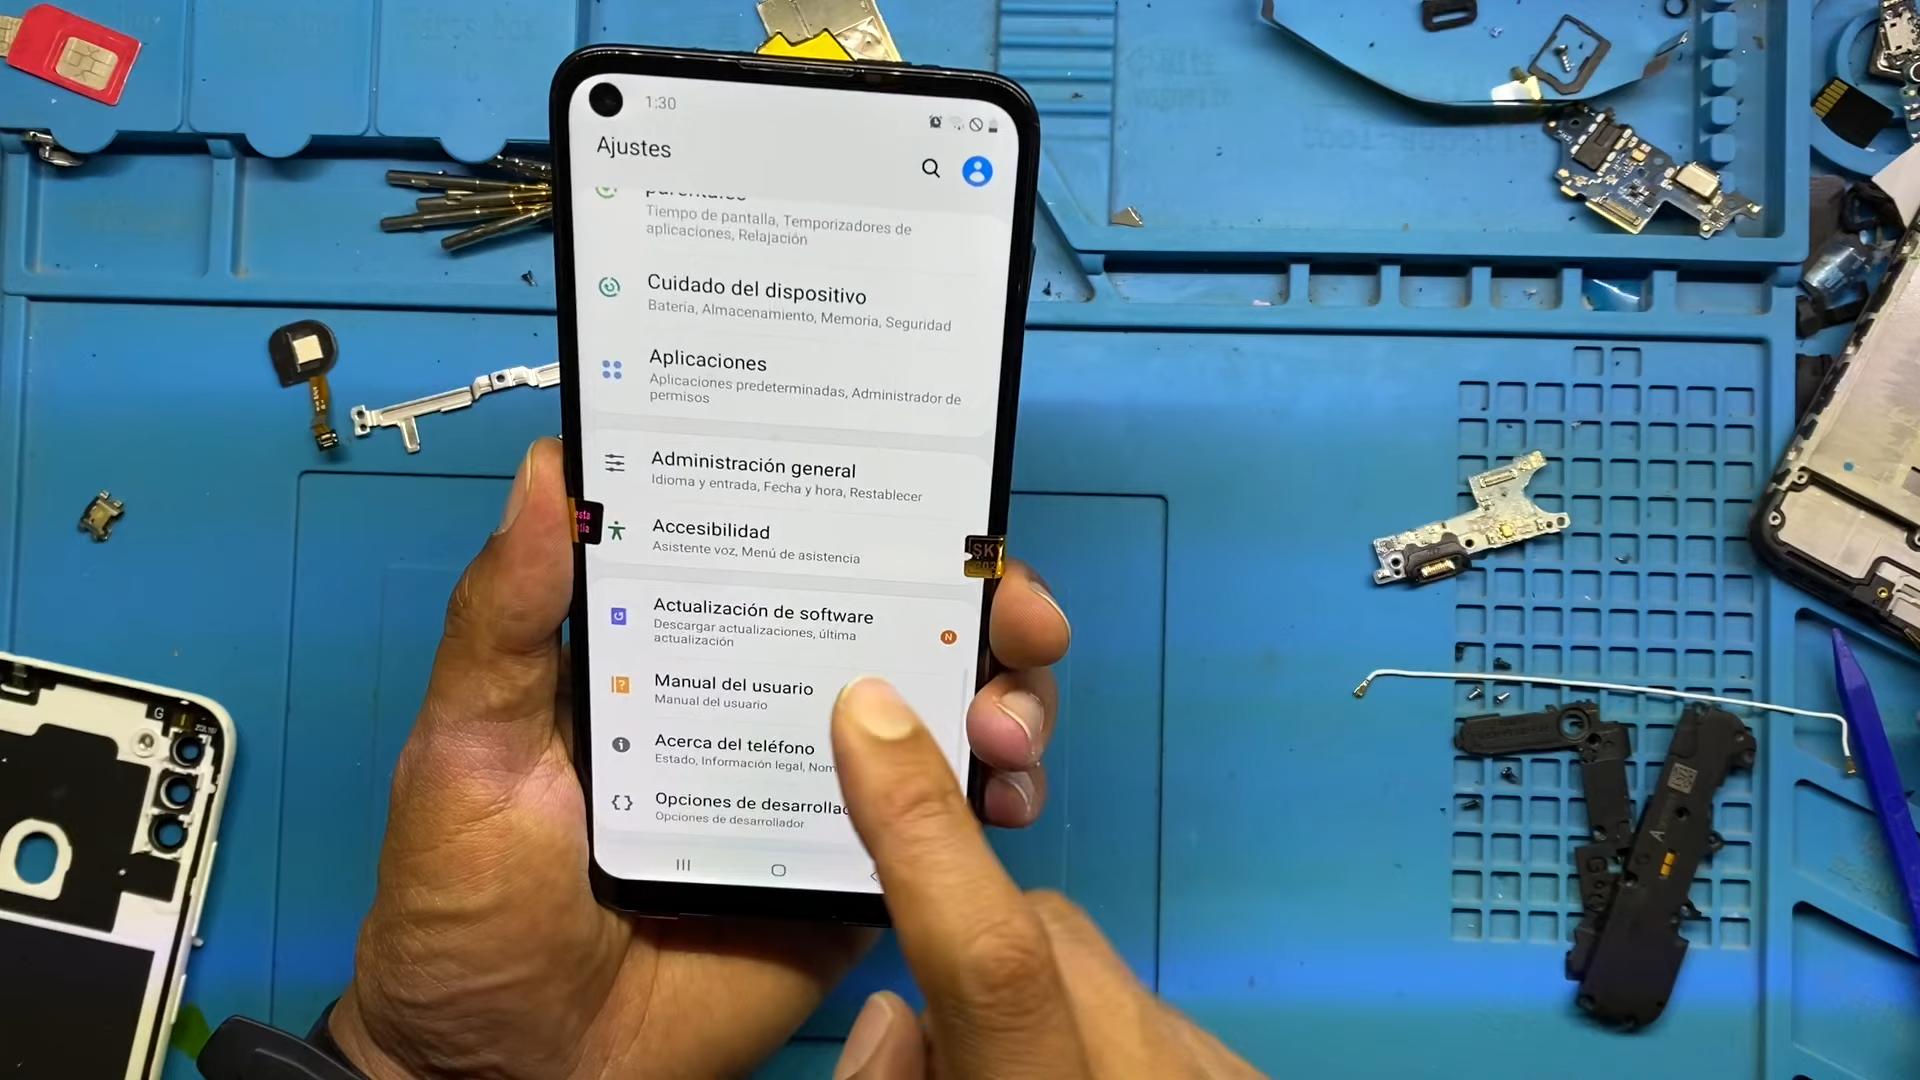 1:30
Ajustes
Tiempo de pantalla, Temporizadores de
aplicaciones, Relajación
Cuidado del dispositivo
Batería, Almacenamiento, Memoria, Seguridad
Aplicaciones
Aplicaciones predeterminadas, Administrador de
permisos
Administración general
Idioma y entrada, Fecha y hora, Restablecer
Accesibilidad
Asistente voz, Menú de asistencia
Actualización de software
N
Descargar actualizaciones, última
actualización
Manual del usuario
Manual del usuario
Acerca del teléfono
Estado, Información legal, Nom
Opciones de desarrollad
Opciones de desarrollador
SKY
G
A